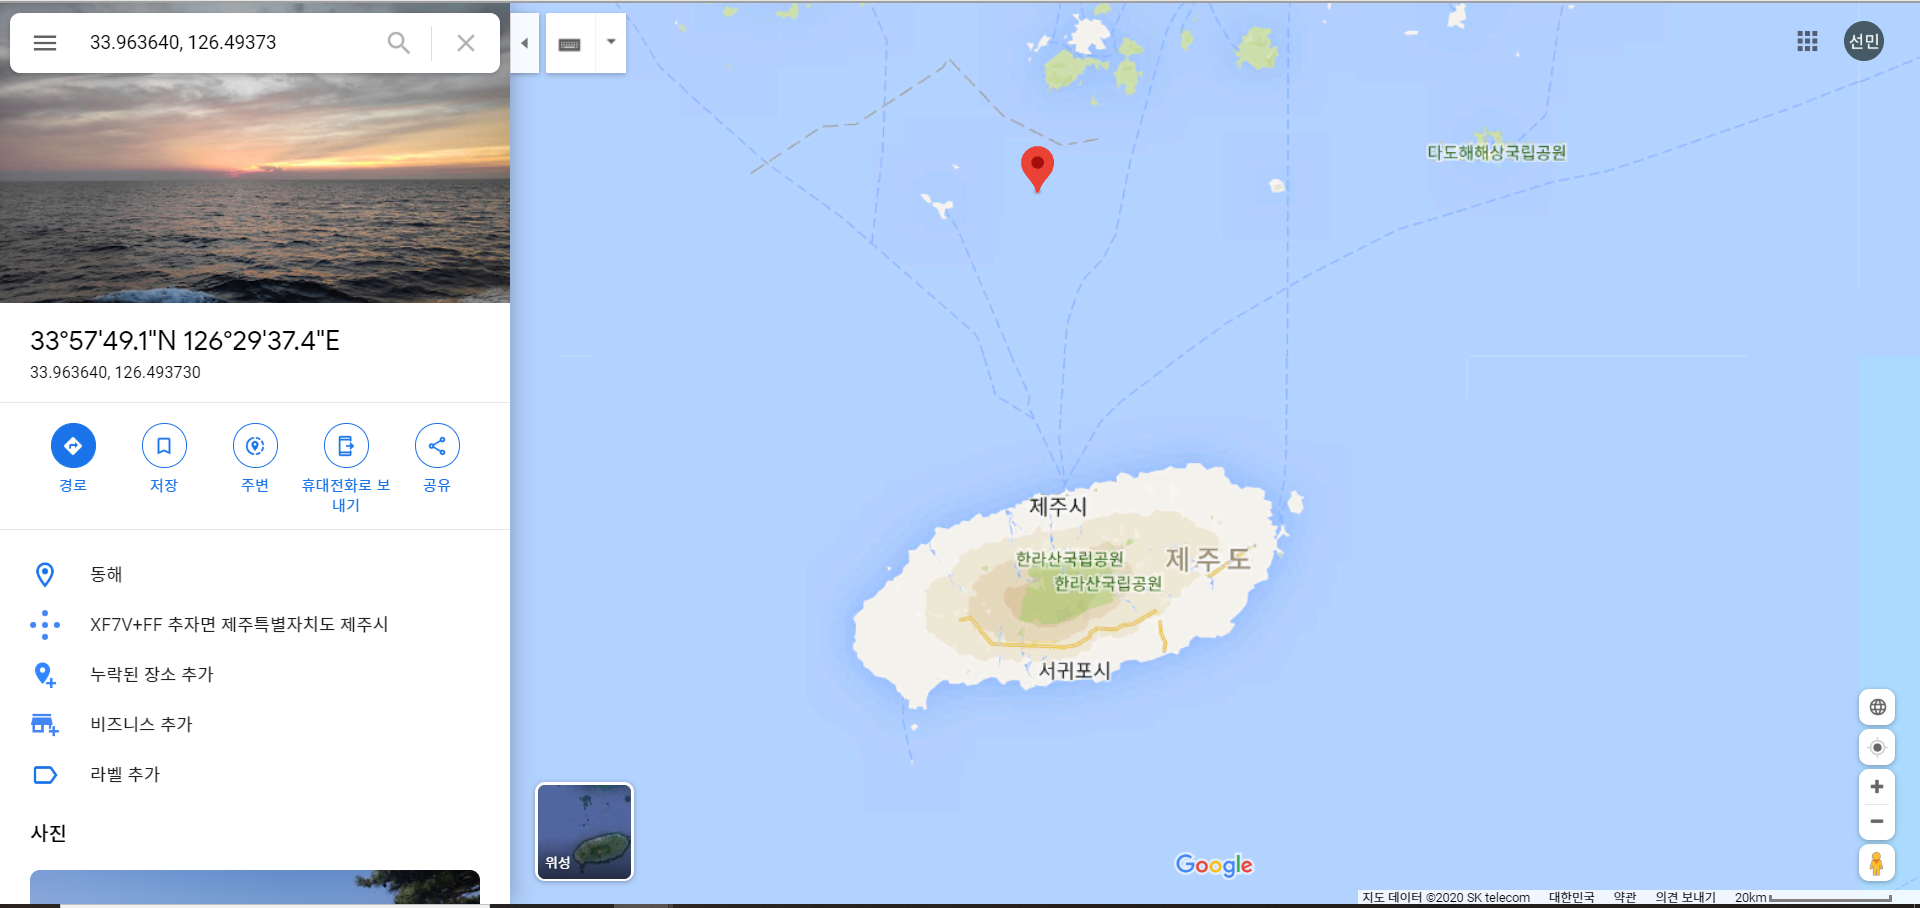 33.963640, 126.49373
선민
33°57'49.1"N 126°29'37.4"E
33.963640, 126.493730
경로
저장
주변
휴대전화로 보
내기
공유
동해
XF7V+FF 추자면 제주특별자치도 제주시
누락된 장소 추가
비즈니스 추가
라벨 추가
사진
다도해해상국립공원
제주시
한라산국립공원
제주도
한라산국립공원
서귀포시
위성
Google
지도 데이터 ©2020 SK telecom 대한민국 약관 의견 보내기 20km